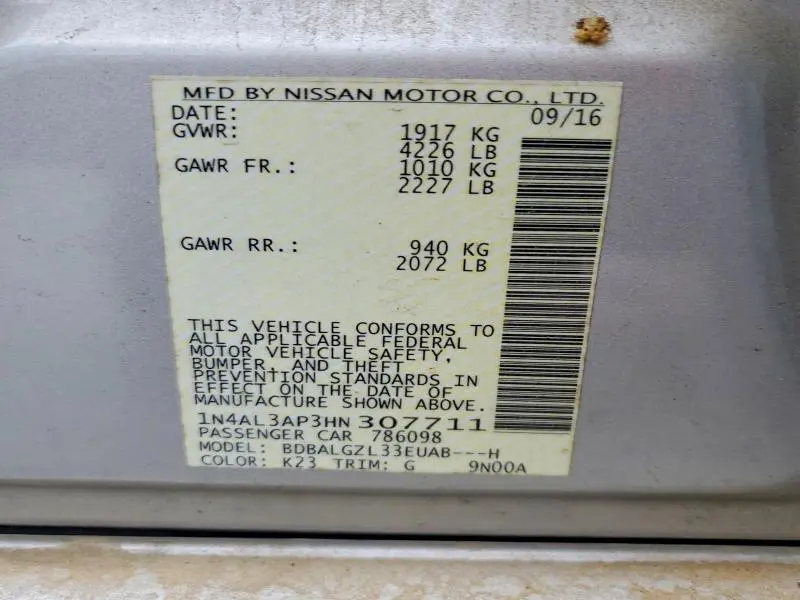 MFD BY NISSAN MOTOR CO., LTD.
DATE: 09/16
GVWR: 1917 KG
4226 LB
GAWR FR.: 1010 KG
2227 LB
GAWR RR.: 940 KG
2072 LB
THIS VEHICLE CONFORMS TO
ALL APPLICABLE FEDERAL
MOTOR VEHICLE SAFETY,
BUMPER, AND THEFT
PREVENTION STANDARDS IN
EFFECT ON THE DATE OF
MANUFACTURE SHOWN ABOVE.
1N4AL3AP3HN307711
PASSENGER CAR 786098
MODEL: BDBALGZL33EUAB---H
COLOR: K23 TRIM: G 9N00A